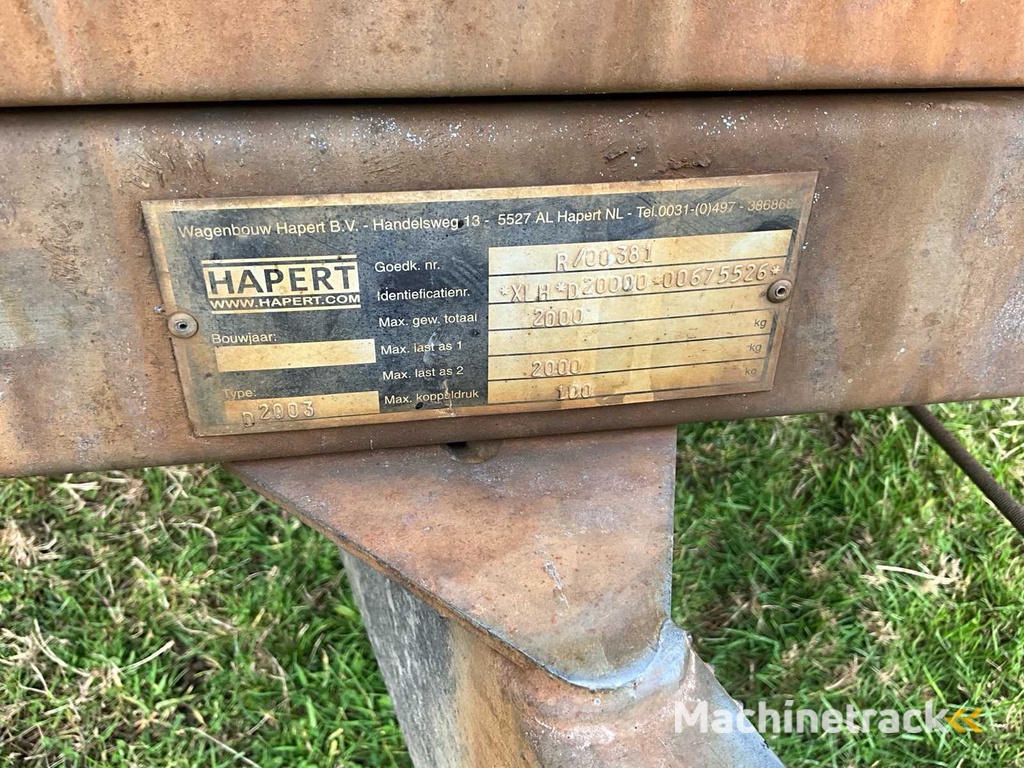 Wagenbouw Hapert B.V. - Handelsweg 13 - 5527 AL Hapert NL - Tel.0031-(0)497 - 386868
HAPERT
WWW.HAPERT.COM
Bouwjaar:
Type:
D 2003
Goedk. nr. R/00381
Identieficatienr. *XLH*D20000*00675526*
Max. gew. totaal 2000 kg
Max. last as 1 kg
Max. last as 2 2000 kg
Max. koppeldruk 100
Machinetrack